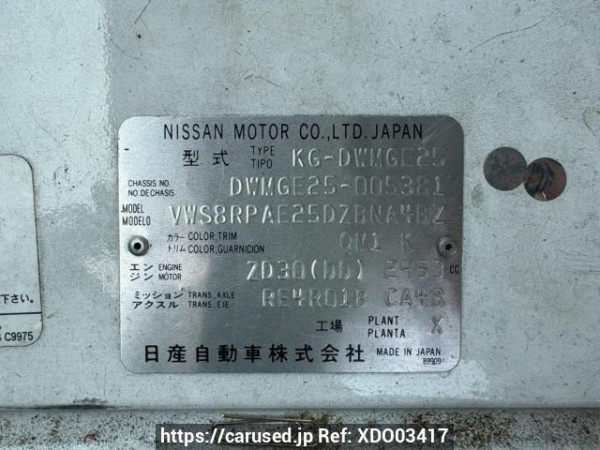 NISSAN MOTOR CO.,LTD.JAPAN
型式 TYPE TIPO KG-DWMGE25
CHASSIS NO NO.DE CHASSIS DWMGE25-005381
MODEL MODELO VWS8RPAE25DZBNA4BZ
カラー COLOR,TRIM
トリム COLOR,GUARNICION QM1 K
エンジン ENGINE MOTOR ZD30(DD) 2953 CC
ミッション TRANS.,AXLE
アクスル TRANS.,EJE RE4R01B CA48
工場 PLANT PLANTA X
日産自動車株式会社 MADE IN JAPAN
89909
下さい。
C9975
https://carused.jp Ref: XDO03417